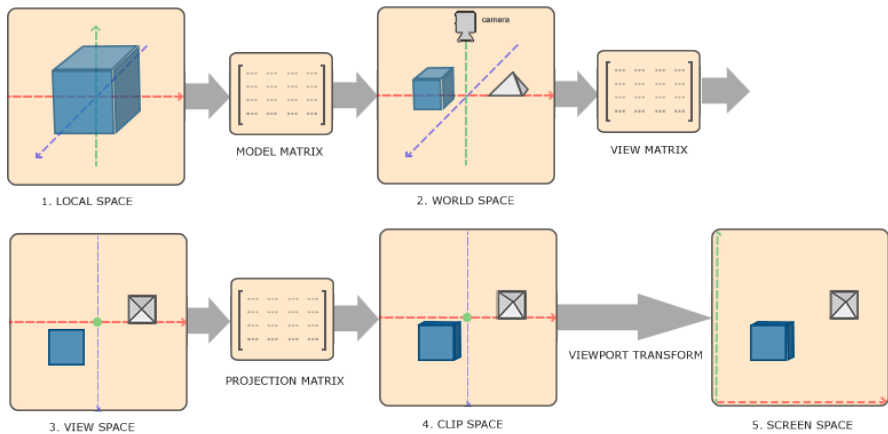 camera
MODEL MATRIX
VIEW MATRIX
1. LOCAL SPACE
2. WORLD SPACE
VIEWPORT TRANSFORM
PROJECTION MATRIX
3. VIEW SPACE
4. CLIP SPACE
5. SCREEN SPACE